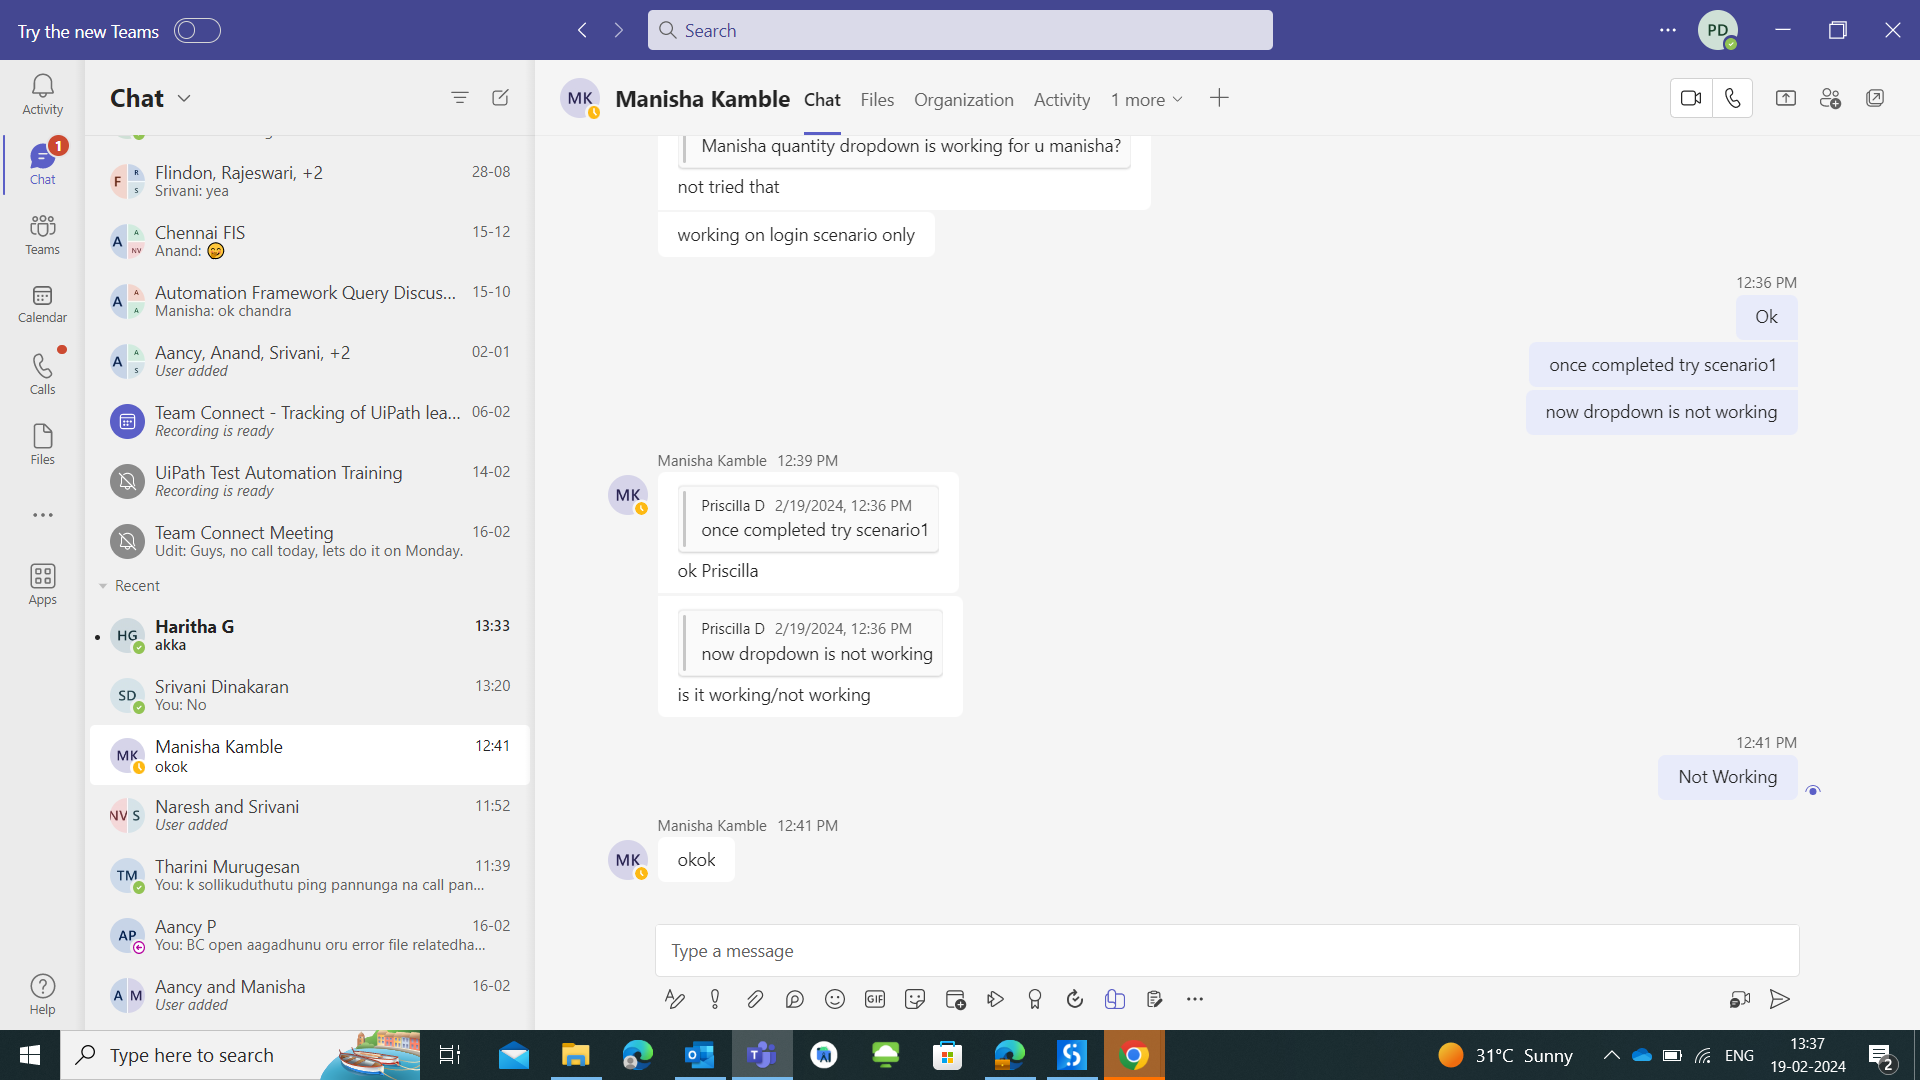 Try the new Teams
Search
PD
Activity
Chat
1
Teams
Calendar
Calls
Files
Apps
Help
Chat
Flindon, Rajeswari, +2 28-08
Srivani: yea
F R S
Chennai FIS 15-12
Anand:
A A NV
Automation Framework Query Discus... 15-10
Manisha: ok chandra
A A A
Aancy, Anand, Srivani, +2 02-01
User added
A A S
Team Connect - Tracking of UiPath lea... 06-02
Recording is ready
UiPath Test Automation Training 14-02
Recording is ready
Team Connect Meeting 16-02
Udit: Guys, no call today, lets do it on Monday.
Recent
HG Haritha G 13:33
akka
SD Srivani Dinakaran 13:20
You: No
MK Manisha Kamble 12:41
okok
NV S Naresh and Srivani 11:52
User added
TM Tharini Murugesan 11:39
You: k sollikuduthutu ping pannunga na call pan...
AP Aancy P 16-02
You: BC open aagadhunu oru error file relatedha...
A M Aancy and Manisha 16-02
User added
MK Manisha Kamble Chat Files Organization Activity 1 more
Manisha quantity dropdown is working for u manisha?
not tried that
working on login scenario only
12:36 PM
Ok
once completed try scenario1
now dropdown is not working
Manisha Kamble 12:39 PM
MK
Priscilla D 2/19/2024, 12:36 PM
once completed try scenario1
ok Priscilla
Priscilla D 2/19/2024, 12:36 PM
now dropdown is not working
is it working/not working
12:41 PM
Not Working
Manisha Kamble 12:41 PM
MK
okok
Type a message
GIF
Type here to search
31°C Sunny
ENG
13:37
19-02-2024
2